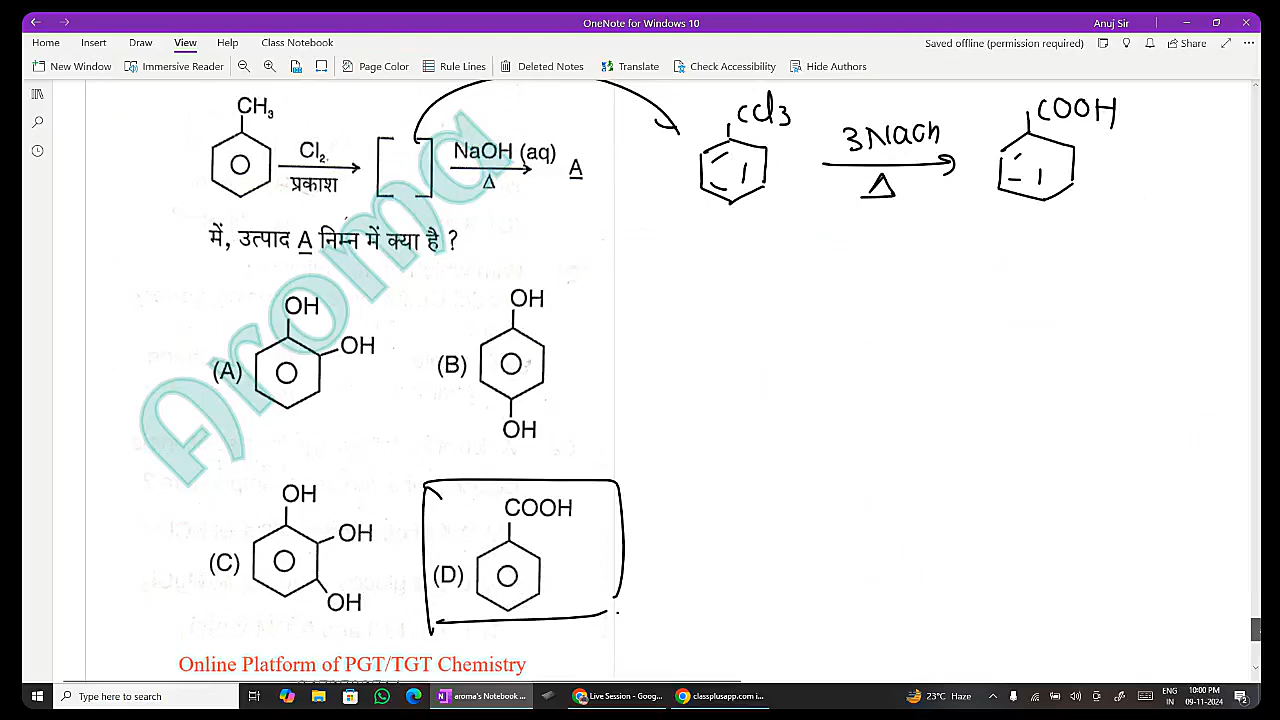 OneNote for Windows 10
Anuj Sir
Home Insert Draw View Help Class Notebook
Saved offline (permission required)
Share
New Window Immersive Reader Page Color Rule Lines Deleted Notes Translate Check Accessibility Hide Authors
CH₃
Cl₂
प्रकाश
NaOH (aq)
Δ
A
CCl3
3NaOH
Δ
COOH
में, उत्पाद A निम्न में क्या है ?
(A)
OH
OH
(B)
OH
OH
(C)
OH
OH
OH
(D)
COOH
Aroma
Online Platform of PGT/TGT Chemistry
Type here to search
aroma's Notebook ...
Live Session - Goog...
classplusapp.com i...
23°C Haze
ENG
IN
10:00 PM
09-11-2024
2